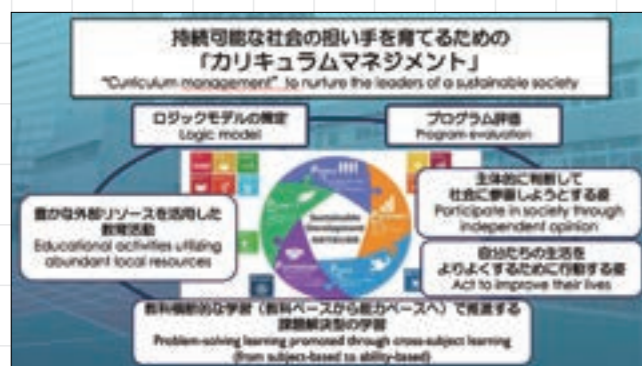 持続可能な社会の担い手を育てるための
「カリキュラムマネジメント」
"Curriculum management" to nurture the leaders of a sustainable society
ロジックモデルの
Logic model
プログラム評価
Program evaluation
主体的に判断して
社会に参画しようとする姿
Participate in society through
independent opinion
豊かな外部リソースを活用した
教育活動
Educational activities utilizing
abundant local resources
Sustainable
Development
自分たちの生活を
よりよくするために行動する姿
Act to improve their lives
教科横断的な学習（教科ベースから能力ベースへ）で推進する
課題解決型の学習
Problem-solving learning promoted through cross-subject learning
(from subject-based to ability-based)